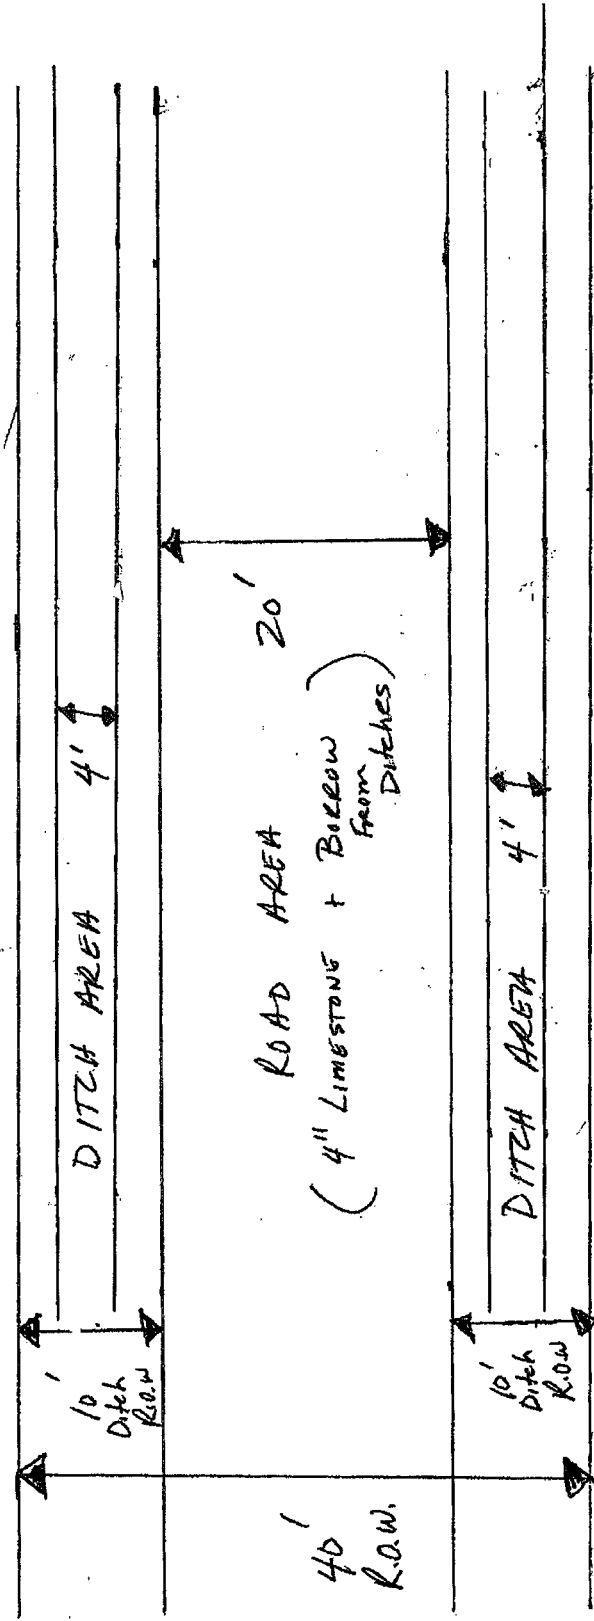 40'
R.O.W.
10'
Ditch
R.O.W
DITCH AREA 4'
ROAD AREA 20'
(4" LIMESTONE + BORROW
FROM
Ditches)
10'
Ditch
R.O.W
DITCH AREA 4'